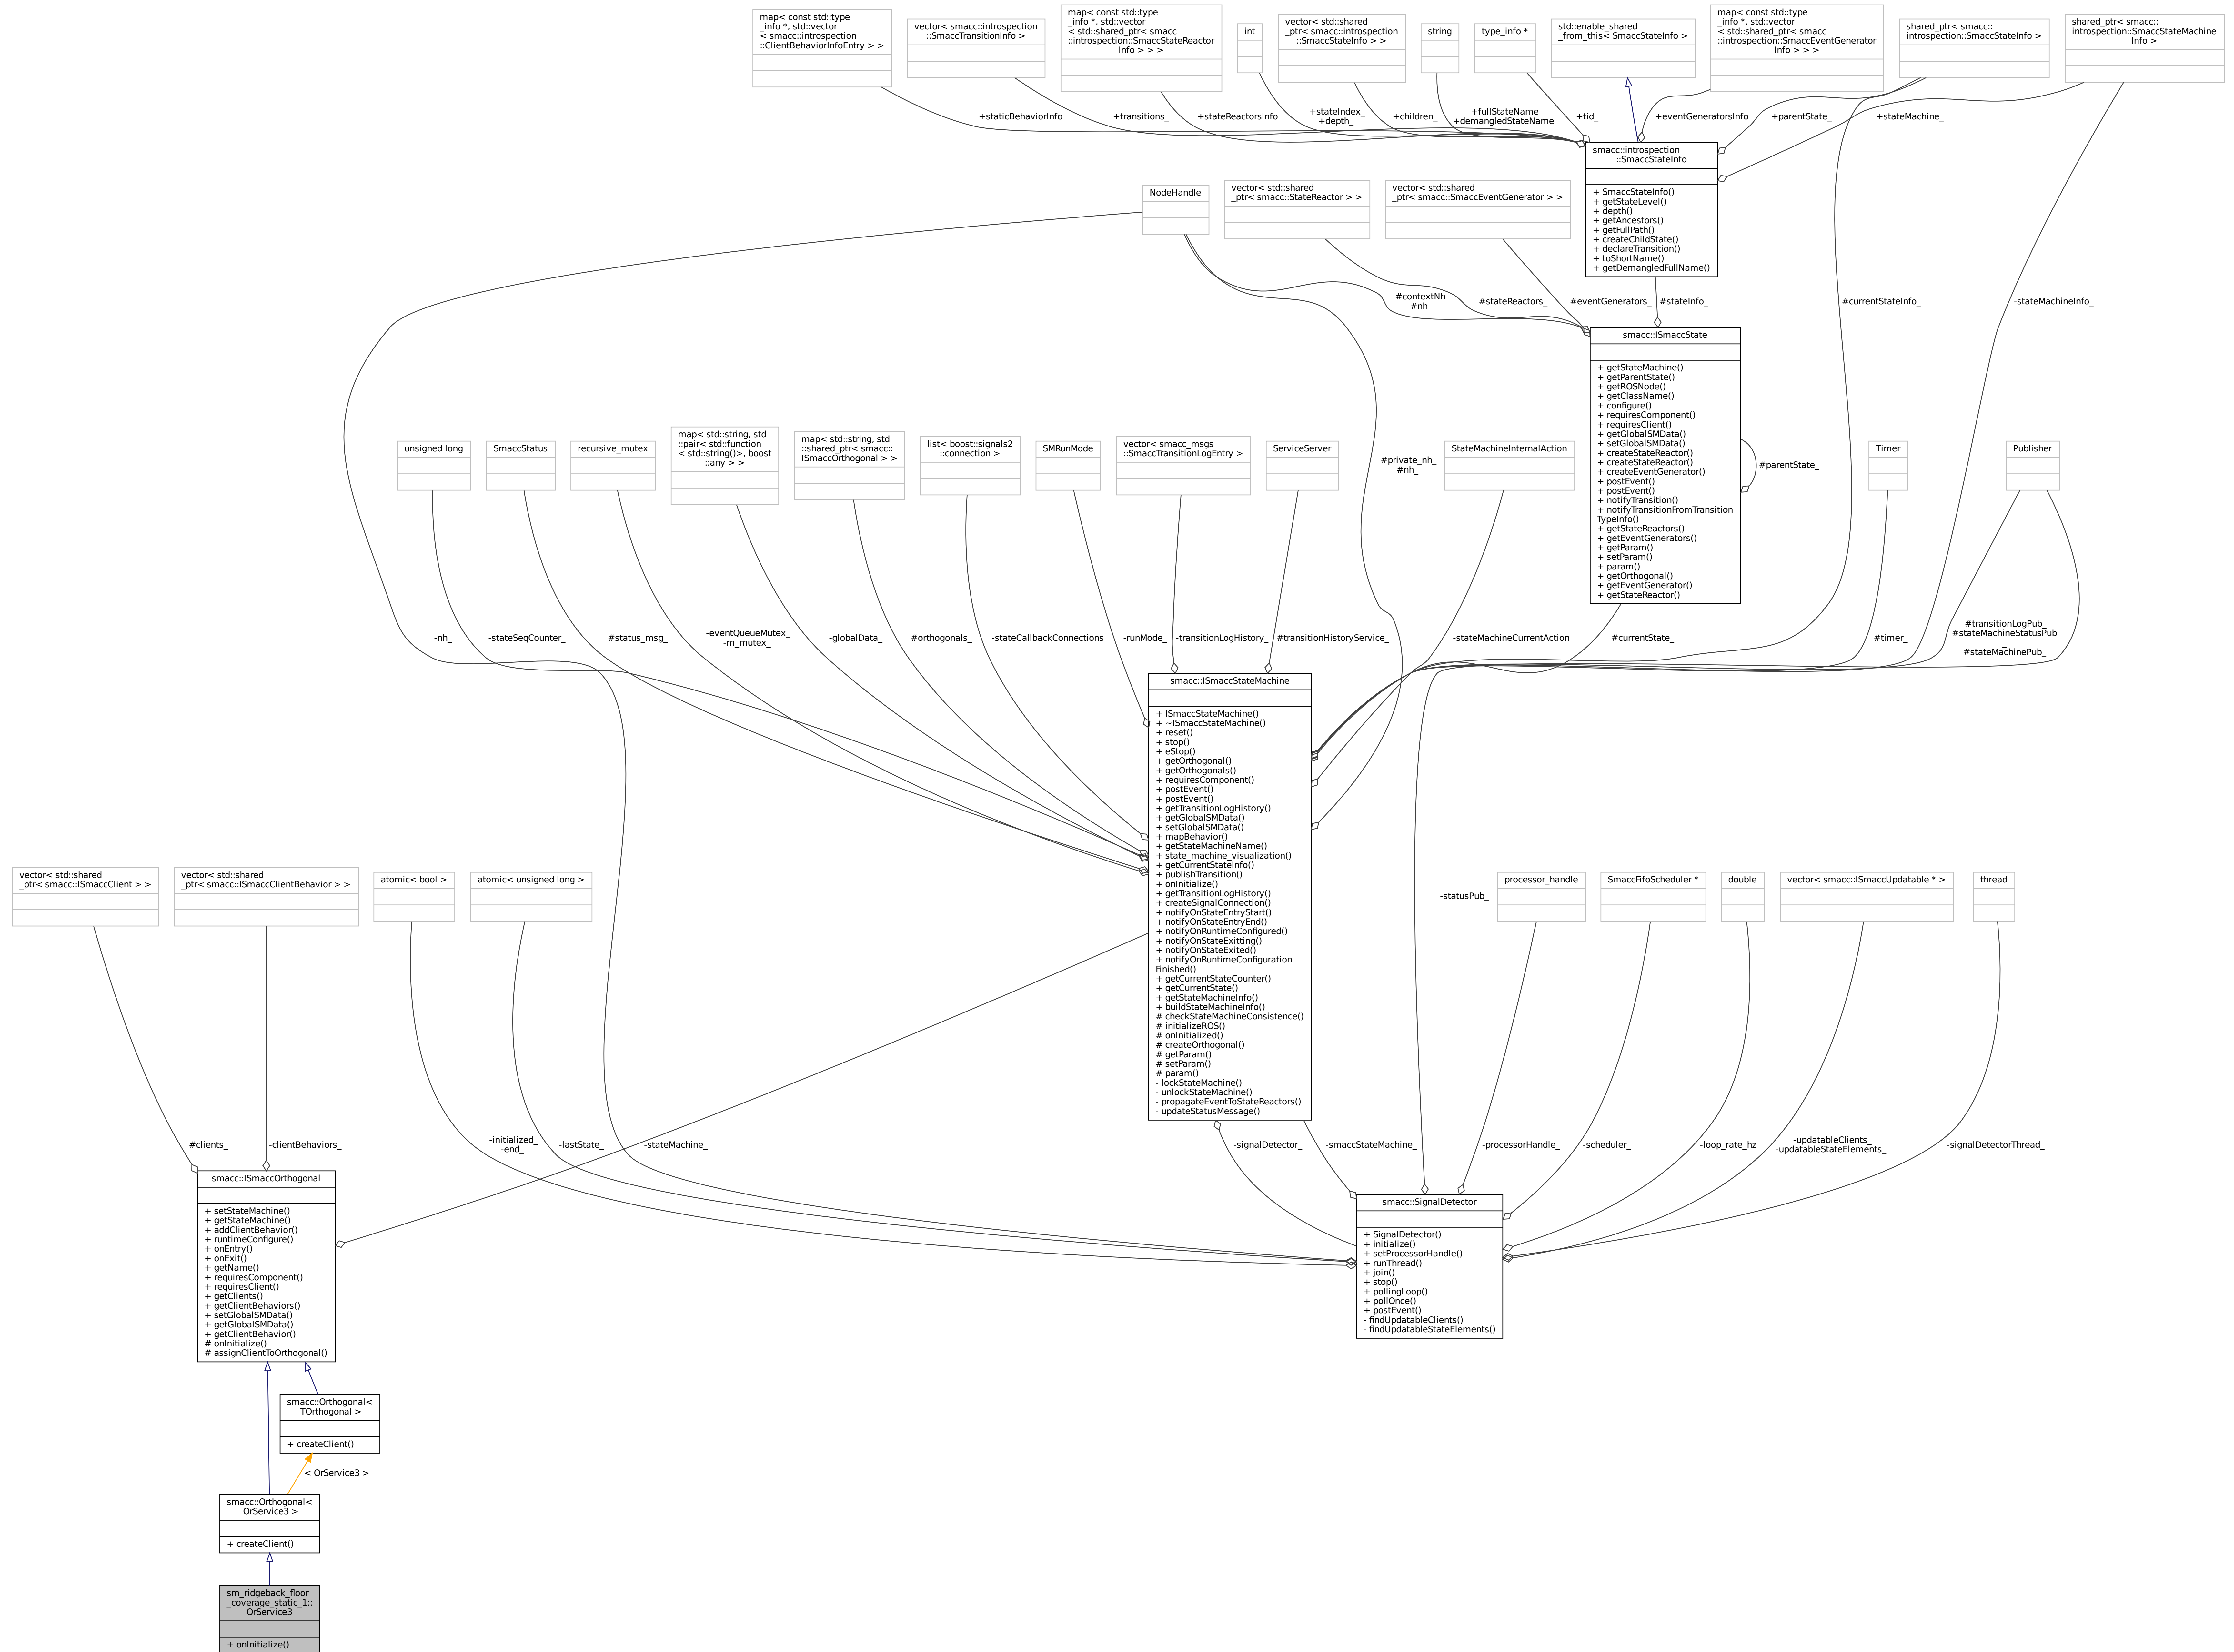 map< const std::type
_info *, std::vector
< smacc::introspection
::ClientBehaviorInfoEntry > >
vector< smacc::introspection
::SmaccTransitionInfo >
map< const std::type
_info *, std::vector
< std::shared_ptr< smacc
::introspection::SmaccStateReactor
Info > > >
int
vector< std::shared
_ptr< smacc::introspection
::SmaccStateInfo > >
string
type_info *
std::enable_shared
_from_this< SmaccStateInfo >
map< const std::type
_info *, std::vector
< std::shared_ptr< smacc
::introspection::SmaccEventGenerator
Info > > >
shared_ptr< smacc::
introspection::SmaccStateInfo >
shared_ptr< smacc::
introspection::SmaccStateMachine
Info >
+staticBehaviorInfo
+transitions_
+stateReactorsInfo
+stateIndex_
+depth_
+children_
+fullStateName
+demangledStateName
+tid_
+eventGeneratorsInfo
+parentState_
+stateMachine_
smacc::introspection
::SmaccStateInfo
+ SmaccStateInfo()
+ getStateLevel()
+ depth()
+ getAncestors()
+ getFullPath()
+ createChildState()
+ declareTransition()
+ toShortName()
+ getDemangledFullName()
NodeHandle
vector< std::shared
_ptr< smacc::StateReactor > >
vector< std::shared
_ptr< smacc::SmaccEventGenerator > >
#contextNh
#nh
#stateReactors_
#eventGenerators_
#stateInfo_
#currentStateInfo_
-stateMachineInfo_
smacc::ISmaccState
+ getStateMachine()
+ getParentState()
+ getROSNode()
+ getClassName()
+ configure()
+ requiresComponent()
+ requiresClient()
+ getGlobalSMData()
+ setGlobalSMData()
+ createStateReactor()
+ createStateReactor()
+ createEventGenerator()
+ postEvent()
+ postEvent()
+ notifyTransition()
+ notifyTransitionFromTransition
TypeInfo()
+ getStateReactors()
+ getEventGenerators()
+ getParam()
+ setParam()
+ param()
+ getOrthogonal()
+ getEventGenerator()
+ getStateReactor()
#parentState_
unsigned long
SmaccStatus
recursive_mutex
map< std::string, std
::pair< std::function
< std::string()>, boost
::any > >
map< std::string, std
::shared_ptr< smacc::
ISmaccOrthogonal > >
list< boost::signals2
::connection >
SMRunMode
vector< smacc_msgs
::SmaccTransitionLogEntry >
ServiceServer
#private_nh_
#nh_
StateMachineInternalAction
Timer
Publisher
-nh_
-stateSeqCounter_
#status_msg_
-eventQueueMutex_
-m_mutex_
-globalData_
#orthogonals_
-stateCallbackConnections
-runMode_
-transitionLogHistory_
#transitionHistoryService_
-stateMachineCurrentAction
#currentState_
#timer_
#transitionLogPub_
#stateMachineStatusPub
_
#stateMachinePub_
smacc::ISmaccStateMachine
+ ISmaccStateMachine()
+ ~ISmaccStateMachine()
+ reset()
+ stop()
+ eStop()
+ getOrthogonal()
+ getOrthogonals()
+ requiresComponent()
+ postEvent()
+ postEvent()
+ getTransitionLogHistory()
+ getGlobalSMData()
+ setGlobalSMData()
+ mapBehavior()
+ getStateMachineName()
+ state_machine_visualization()
+ getCurrentStateInfo()
+ publishTransition()
+ onInitialize()
+ getTransitionLogHistory()
+ createSignalConnection()
+ notifyOnStateEntryStart()
+ notifyOnStateEntryEnd()
+ notifyOnRuntimeConfigured()
+ notifyOnStateExitting()
+ notifyOnStateExited()
+ notifyOnRuntimeConfiguration
Finished()
+ getCurrentStateCounter()
+ getCurrentState()
+ getStateMachineInfo()
+ buildStateMachineInfo()
# checkStateMachineConsistence()
# initializeROS()
# onInitialized()
# createOrthogonal()
# getParam()
# setParam()
# param()
- lockStateMachine()
- unlockStateMachine()
- propagateEventToStateReactors()
- updateStatusMessage()
vector< std::shared
_ptr< smacc::ISmaccClient > >
vector< std::shared
_ptr< smacc::ISmaccClientBehavior > >
atomic< bool >
atomic< unsigned long >
-statusPub_
processor_handle
SmaccFifoScheduler *
double
vector< smacc::ISmaccUpdatable * >
thread
#clients_
-clientBehaviors_
-initialized_
-end_
-lastState_
-stateMachine_
-signalDetector_
-smaccStateMachine_
-processorHandle_
-scheduler_
-loop_rate_hz
-updatableClients_
-updatableStateElements_
-signalDetectorThread_
smacc::ISmaccOrthogonal
+ setStateMachine()
+ getStateMachine()
+ addClientBehavior()
+ runtimeConfigure()
+ onEntry()
+ onExit()
+ getName()
+ requiresComponent()
+ requiresClient()
+ getClients()
+ getClientBehaviors()
+ setGlobalSMData()
+ getGlobalSMData()
+ getClientBehavior()
# onInitialize()
# assignClientToOrthogonal()
smacc::SignalDetector
+ SignalDetector()
+ initialize()
+ setProcessorHandle()
+ runThread()
+ join()
+ stop()
+ pollingLoop()
+ pollOnce()
+ postEvent()
- findUpdatableClients()
- findUpdatableStateElements()
smacc::Orthogonal<
TOrthogonal >
+ createClient()
< OrService3 >
smacc::Orthogonal<
OrService3 >
+ createClient()
sm_ridgeback_floor
_coverage_static_1::
OrService3
+ onInitialize()